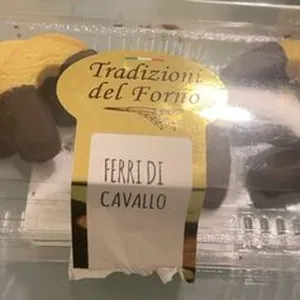 Tradizioni
del Forno
FERRI DI
CAVALLO